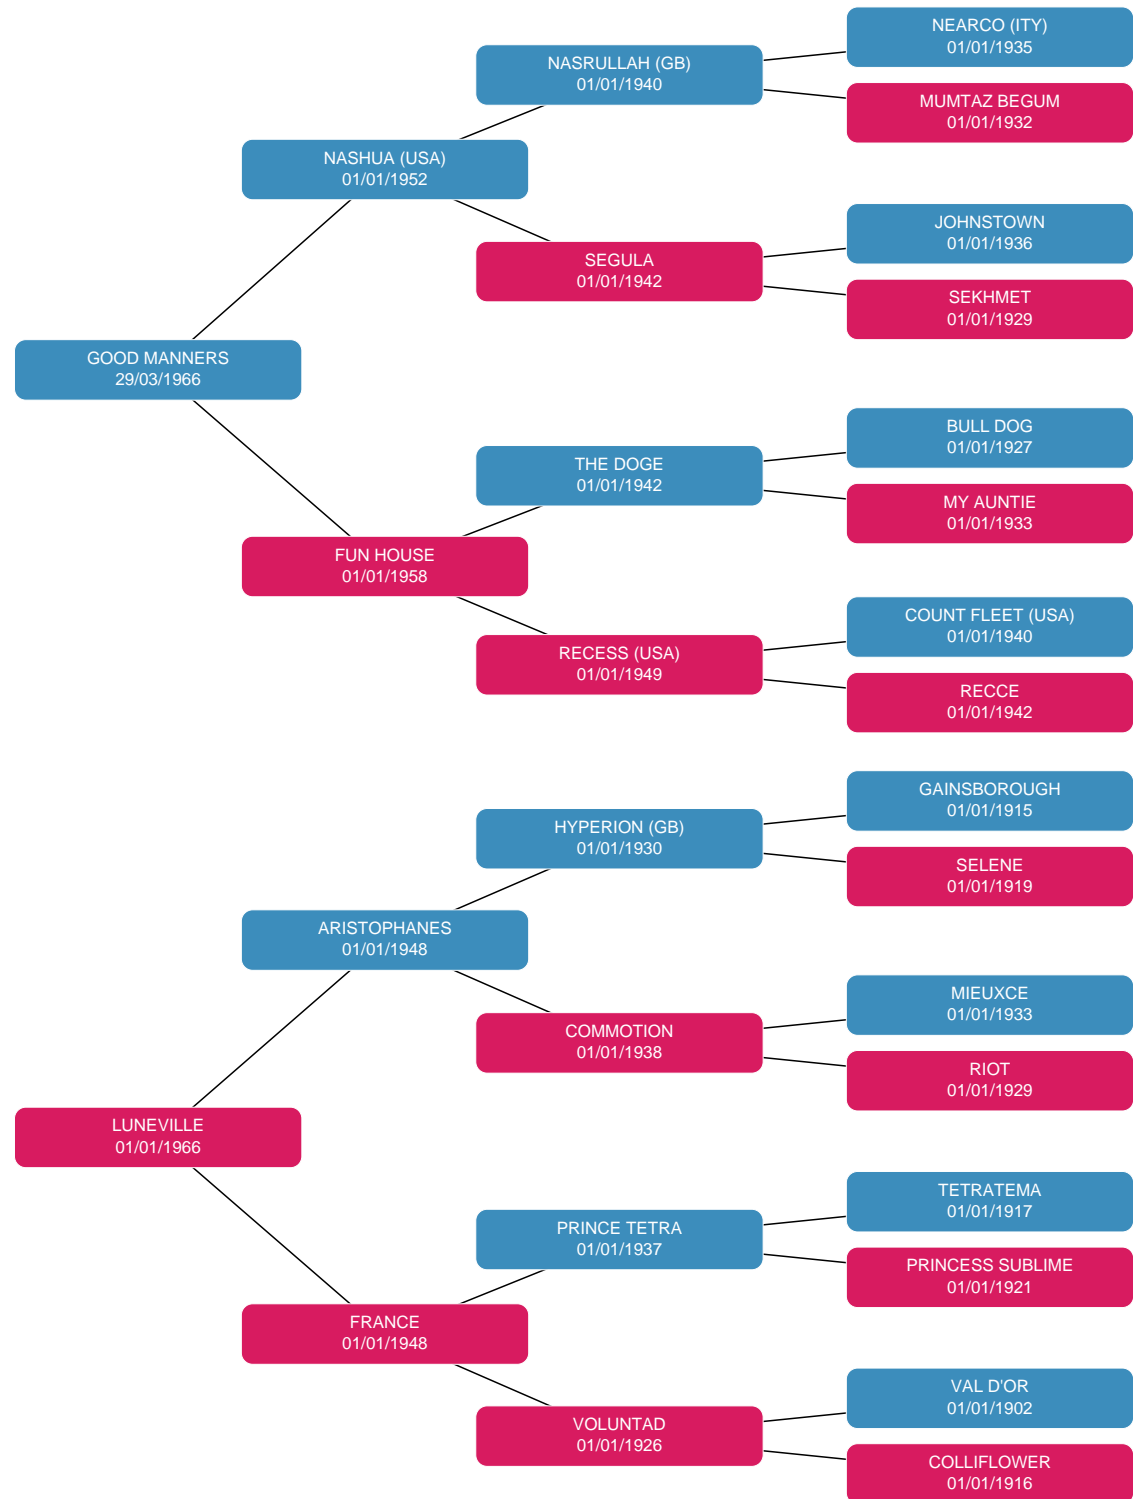 NEARCO (ITY)
01/01/1935
NASRULLAH (GB)
01/01/1940
MUMTAZ BEGUM
01/01/1932
NASHUA (USA)
01/01/1952
JOHNSTOWN
01/01/1936
SEGULA
01/01/1942
SEKHMET
01/01/1929
GOOD MANNERS
29/03/1966
BULL DOG
01/01/1927
THE DOGE
01/01/1942
MY AUNTIE
01/01/1933
FUN HOUSE
01/01/1958
COUNT FLEET (USA)
01/01/1940
RECESS (USA)
01/01/1949
RECCE
01/01/1942
GAINSBOROUGH
01/01/1915
HYPERION (GB)
01/01/1930
SELENE
01/01/1919
ARISTOPHANES
01/01/1948
MIEUXCE
01/01/1933
COMMOTION
01/01/1938
RIOT
01/01/1929
LUNEVILLE
01/01/1966
TETRATEMA
01/01/1917
PRINCE TETRA
01/01/1937
PRINCESS SUBLIME
01/01/1921
FRANCE
01/01/1948
VAL D'OR
01/01/1902
VOLUNTAD
01/01/1926
COLLIFLOWER
01/01/1916